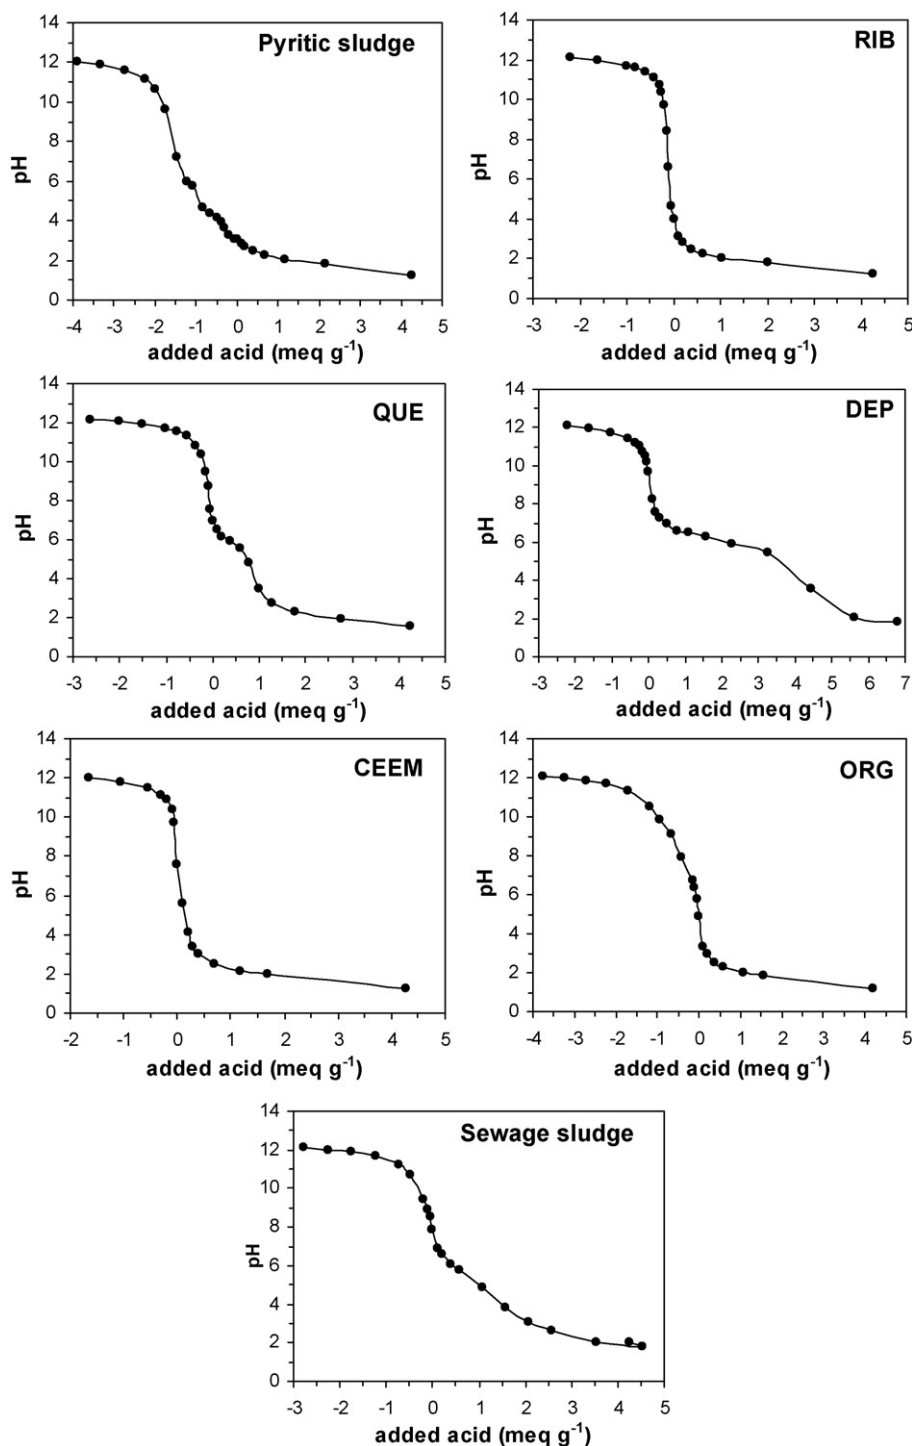 Pyritic sludge
pH
14
12
10
8
6
4
2
0
-4 -3 -2 -1 0 1 2 3 4 5
added acid (meq g⁻¹)
RIB
pH
14
12
10
8
6
4
2
0
-3 -2 -1 0 1 2 3 4 5
added acid (meq g⁻¹)
QUE
pH
14
12
10
8
6
4
2
0
-3 -2 -1 0 1 2 3 4 5
added acid (meq g⁻¹)
DEP
pH
14
12
10
8
6
4
2
0
-3 -2 -1 0 1 2 3 4 5 6 7
added acid (meq g⁻¹)
CEEM
pH
14
12
10
8
6
4
2
0
-2 -1 0 1 2 3 4 5
added acid (meq g⁻¹)
ORG
pH
14
12
10
8
6
4
2
0
-4 -3 -2 -1 0 1 2 3 4 5
added acid (meq g⁻¹)
Sewage sludge
pH
14
12
10
8
6
4
2
0
-3 -2 -1 0 1 2 3 4 5
added acid (meq g⁻¹)